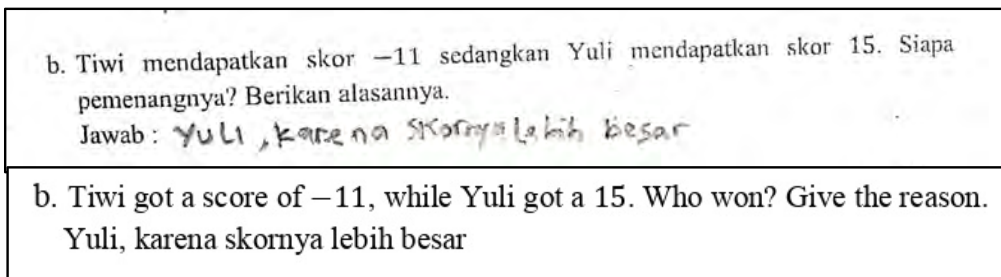 b. Tiwi mendapatkan skor −11 sedangkan Yuli mendapatkan skor 15. Siapa
pemenangnya? Berikan alasannya.
Jawab : YULI, karena skornya lebih besar
b. Tiwi got a score of −11, while Yuli got a 15. Who won? Give the reason.
Yuli, karena skornya lebih besar